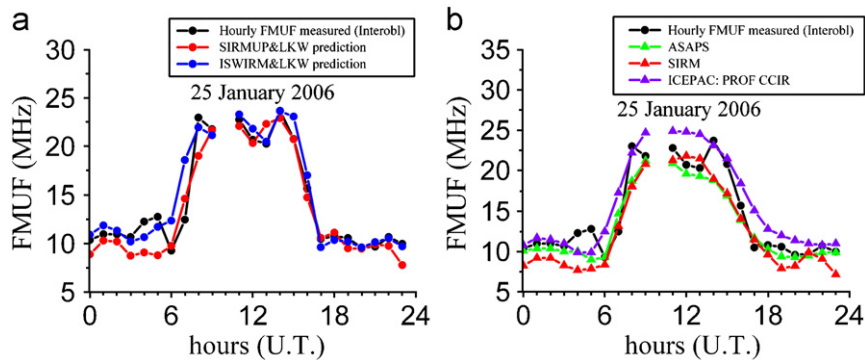 a
Hourly FMUF measured (Interobl)
SIRMUP&LKW prediction
ISWIRM&LKW prediction
25 January 2006
FMUF (MHz)
30
25
20
15
10
5
0
6
12
18
24
hours (U.T.)
b
Hourly FMUF measured (Interobl)
ASAPS
SIRM
ICEPAC: PROF CCIR
25 January 2006
FMUF (MHz)
35
30
25
20
15
10
5
0
6
12
18
24
hours (U.T.)